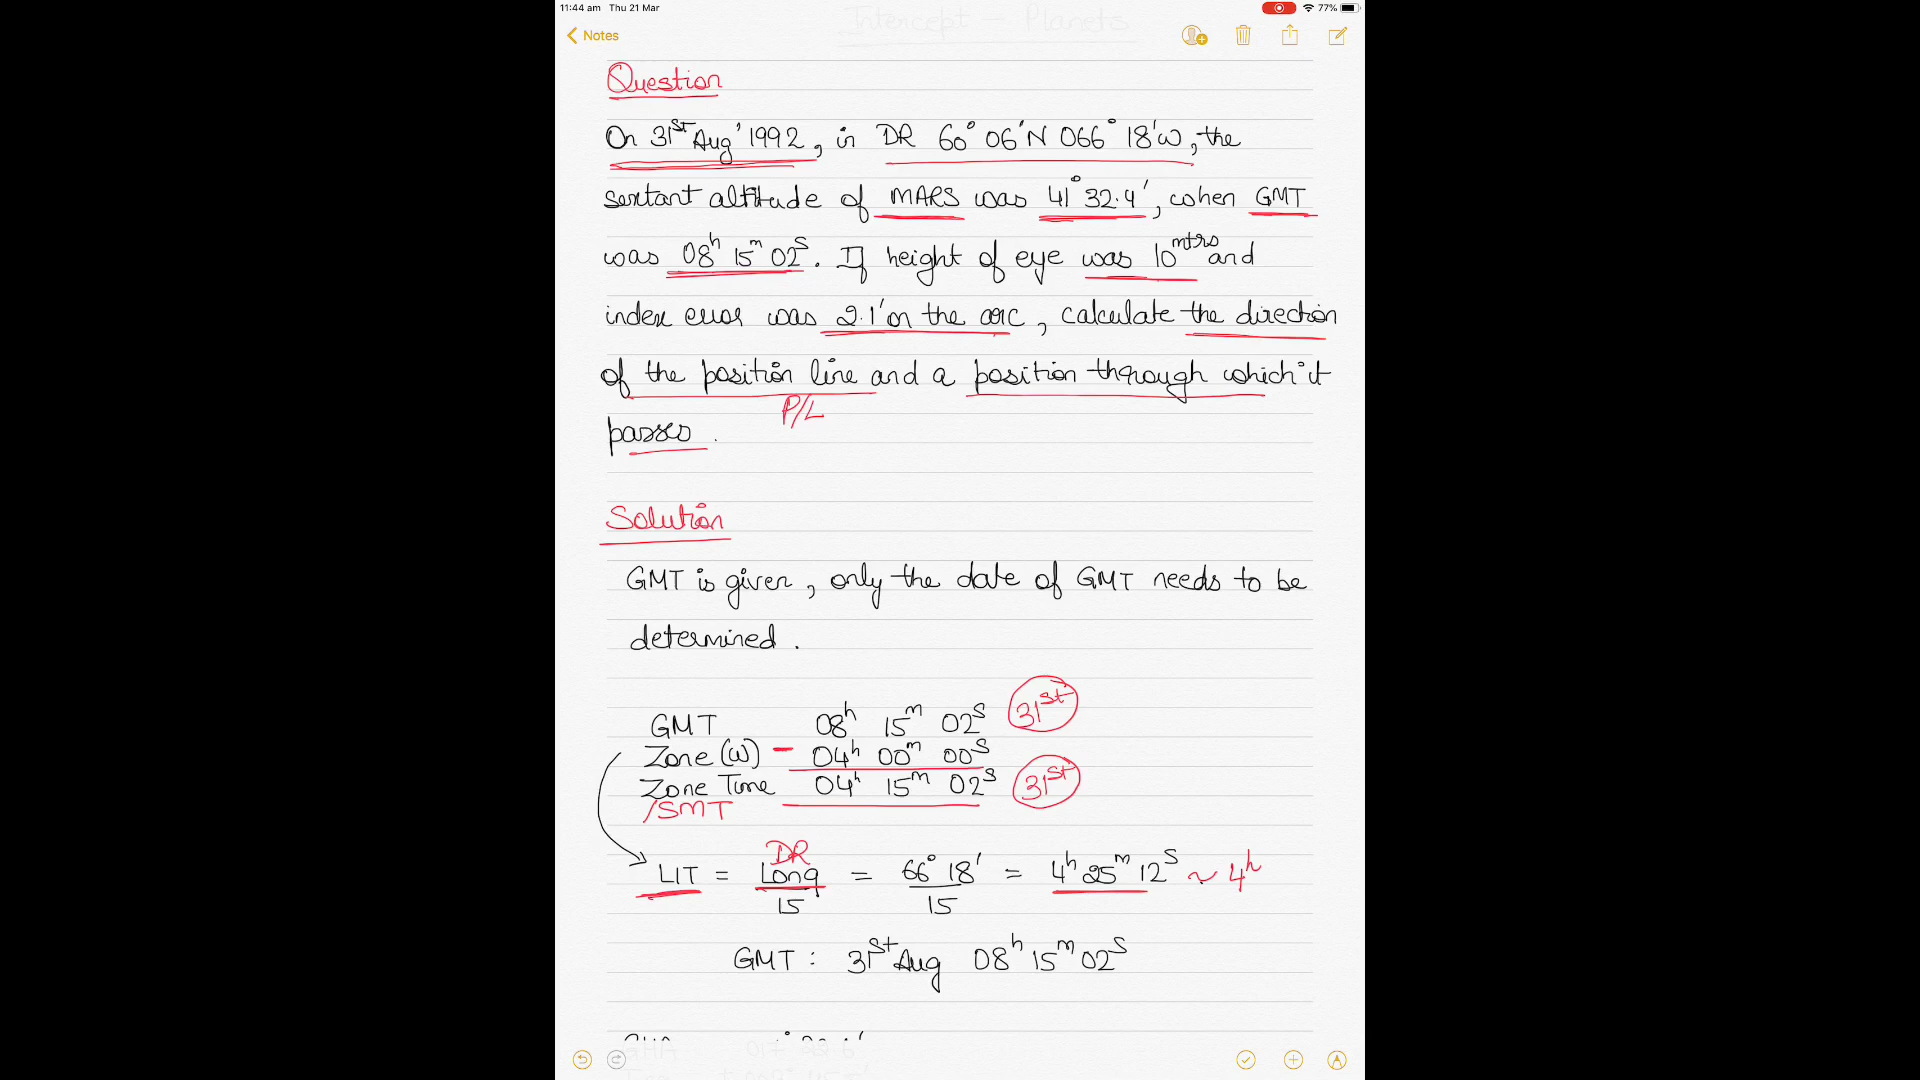 11:44 am Thu 21 Mar
77%
Intercept - Planets
Notes
Question
On 31st Aug' 1992, in DR 60° 06'N 066° 18'W, the
sextant altitude of MARS was 41° 32.4', when GMT
was 08h 15m 02s. If height of eye was 10mtrs and
index error was 2.1' on the arc, calculate the direction
of the position line and a position through which it
P/L
passes.
Solution
GMT is given, only the date of GMT needs to be
determined.
GMT 08h 15m 02s 31st
Zone (W) - 04h 00m 00s
Zone Time 04h 15m 02s 31st
/SMT
DR
LIT = Long = 66° 18' = 4h 25m 12s ~ 4h
15 15
GMT: 31st Aug 08h 15m 02s
GHA